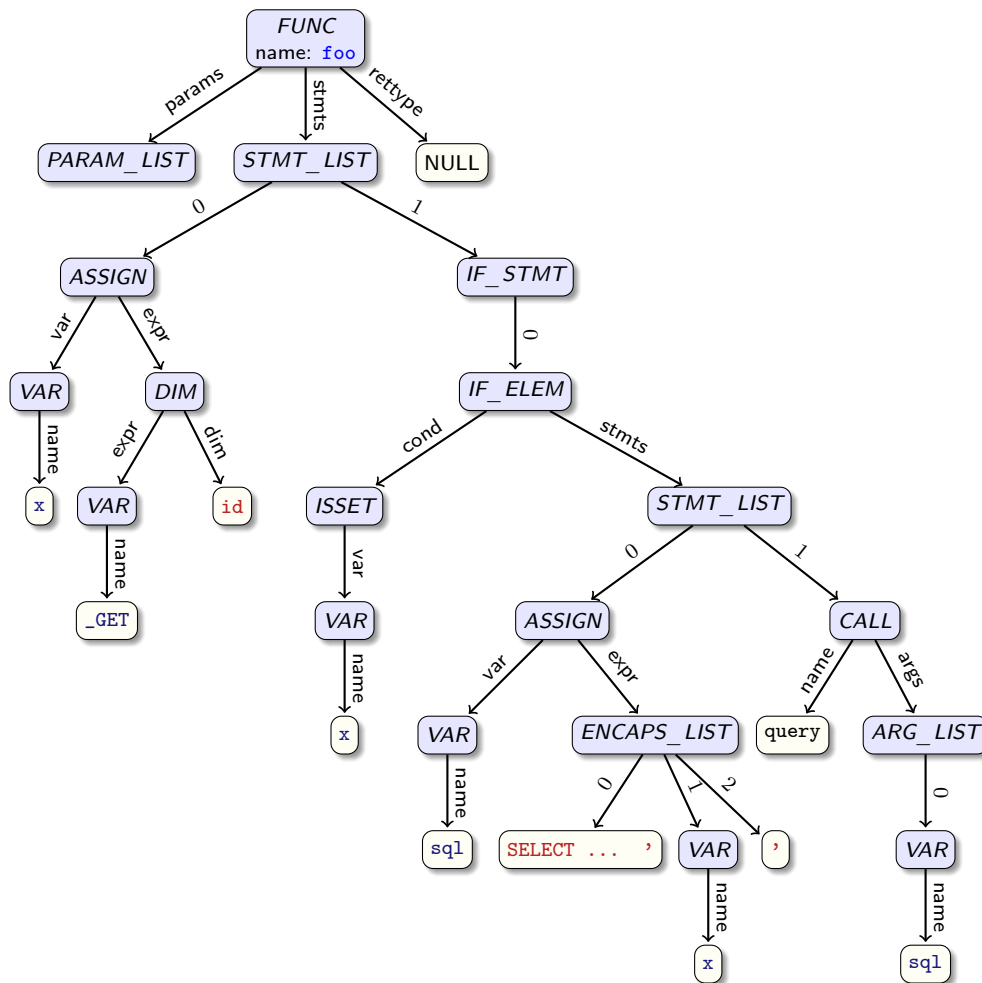 FUNC
name: foo
params
stmts
rettype
PARAM_LIST
STMT_LIST
NULL
0
1
ASSIGN
IF_STMT
var
expr
0
VAR
DIM
IF_ELEM
name
expr
dim
cond
stmts
x
VAR
id
ISSET
STMT_LIST
name
var
0
1
_GET
VAR
ASSIGN
CALL
name
var
expr
name
args
x
VAR
ENCAPS_LIST
query
ARG_LIST
name
0
1
2
0
sql
SELECT ... '
VAR
'
VAR
name
name
x
sql